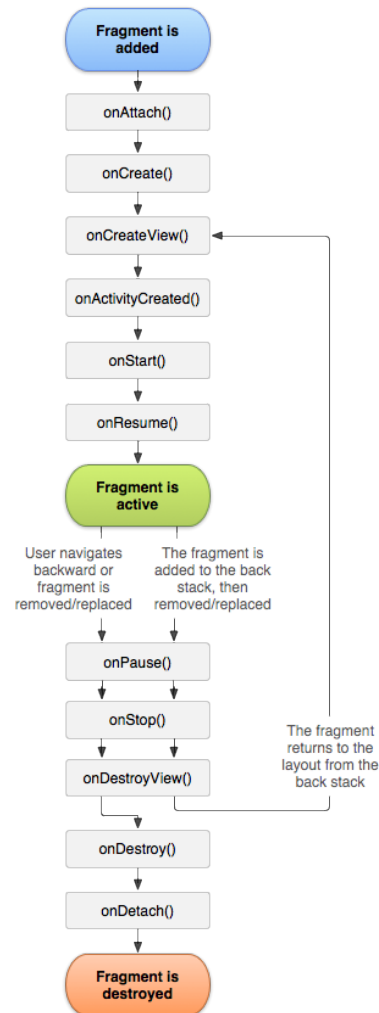 Fragment is
added
onAttach()
onCreate()
onCreateView()
onActivityCreated()
onStart()
onResume()
Fragment is
active
User navigates
backward or
fragment is
removed/replaced
The fragment is
added to the back
stack, then
removed/replaced
onPause()
onStop()
The fragment
returns to the
layout from the
back stack
onDestroyView()
onDestroy()
onDetach()
Fragment is
destroyed